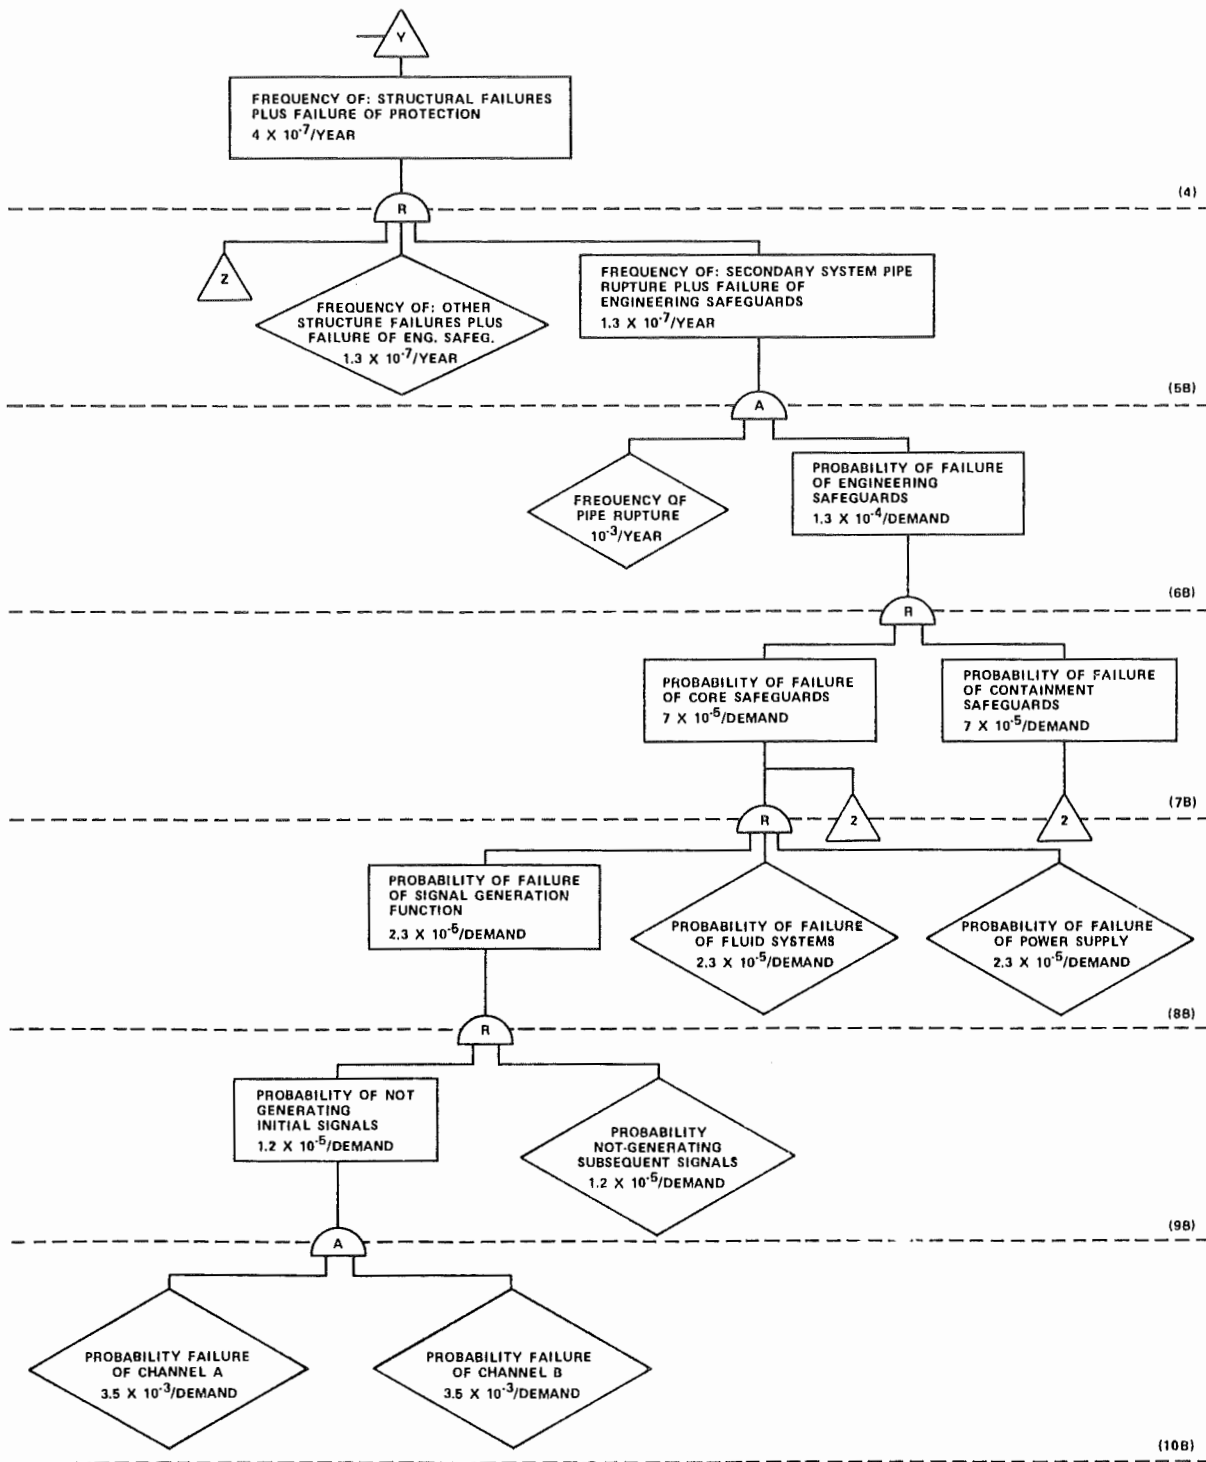 Y
FREQUENCY OF: STRUCTURAL FAILURES
PLUS FAILURE OF PROTECTION
4 X 10⁻⁷/YEAR
(4)
R
2
FREQUENCY OF: OTHER
STRUCTURE FAILURES PLUS
FAILURE OF ENG. SAFEG.
1.3 X 10⁻⁷/YEAR
FREQUENCY OF: SECONDARY SYSTEM PIPE
RUPTURE PLUS FAILURE OF
ENGINEERING SAFEGUARDS
1.3 X 10⁻⁷/YEAR
(5B)
A
FREQUENCY OF
PIPE RUPTURE
10⁻³/YEAR
PROBABILITY OF FAILURE
OF ENGINEERING
SAFEGUARDS
1.3 X 10⁻⁴/DEMAND
(6B)
R
PROBABILITY OF FAILURE
OF CORE SAFEGUARDS
7 X 10⁻⁵/DEMAND
PROBABILITY OF FAILURE
OF CONTAINMENT
SAFEGUARDS
7 X 10⁻⁵/DEMAND
(7B)
R
2
2
PROBABILITY OF FAILURE
OF SIGNAL GENERATION
FUNCTION
2.3 X 10⁻⁵/DEMAND
PROBABILITY OF FAILURE
OF FLUID SYSTEMS
2.3 X 10⁻⁵/DEMAND
PROBABILITY OF FAILURE
OF POWER SUPPLY
2.3 X 10⁻⁵/DEMAND
(8B)
R
PROBABILITY OF NOT
GENERATING
INITIAL SIGNALS
1.2 X 10⁻⁵/DEMAND
PROBABILITY
NOT-GENERATING
SUBSEQUENT SIGNALS
1.2 X 10⁻⁵/DEMAND
(9B)
A
PROBABILITY FAILURE
OF CHANNEL A
3.5 X 10⁻³/DEMAND
PROBABILITY FAILURE
OF CHANNEL B
3.5 X 10⁻³/DEMAND
(10B)